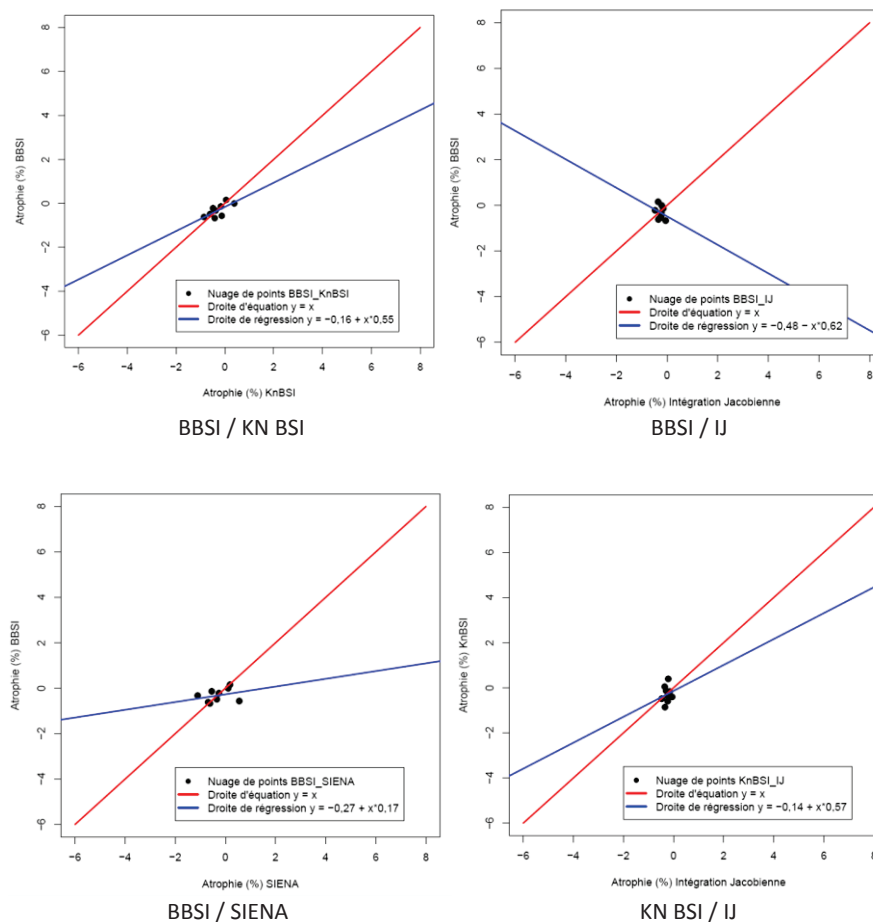 8
6
4
2
0
−2
−4
−6
Atrophie (%) BBSI
Nuage de points BBSI_KnBSI
Droite d'équation y = x
Droite de régression y = −0,16 + x*0,55
−6 −4 −2 0 2 4 6 8
Atrophie (%) KnBSI
BBSI / KN BSI
8
6
4
2
0
−2
−4
−6
Atrophie (%) BBSI
Nuage de points BBSI_IJ
Droite d'équation y = x
Droite de régression y = −0,48 − x*0,62
−6 −4 −2 0 2 4 6 8
Atrophie (%) Intégration Jacobienne
BBSI / IJ
8
6
4
2
0
−2
−4
−6
Atrophie (%) BBSI
Nuage de points BBSI_SIENA
Droite d'équation y = x
Droite de régression y = −0,27 + x*0,17
−6 −4 −2 0 2 4 6 8
Atrophie (%) SIENA
BBSI / SIENA
8
6
4
2
0
−2
−4
−6
Atrophie (%) KnBSI
Nuage de points KnBSI_IJ
Droite d'équation y = x
Droite de régression y = −0,14 + x*0,57
−6 −4 −2 0 2 4 6 8
Atrophie (%) Intégration Jacobienne
KN BSI / IJ